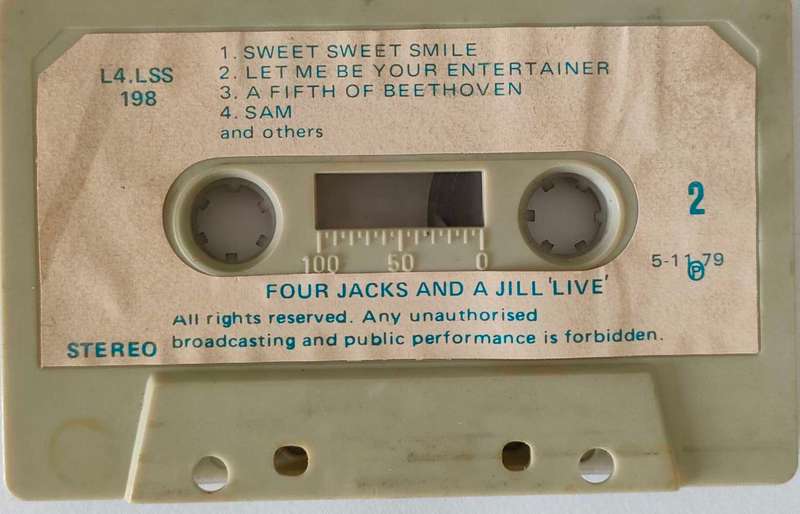 L4.LSS
198
1. SWEET SWEET SMILE
2. LET ME BE YOUR ENTERTAINER
3. A FIFTH OF BEETHOVEN
4. SAM
and others
2
100 50 0
5-11-79
℗
FOUR JACKS AND A JILL 'LIVE'
All rights reserved. Any unauthorised
broadcasting and public performance is forbidden.
STEREO